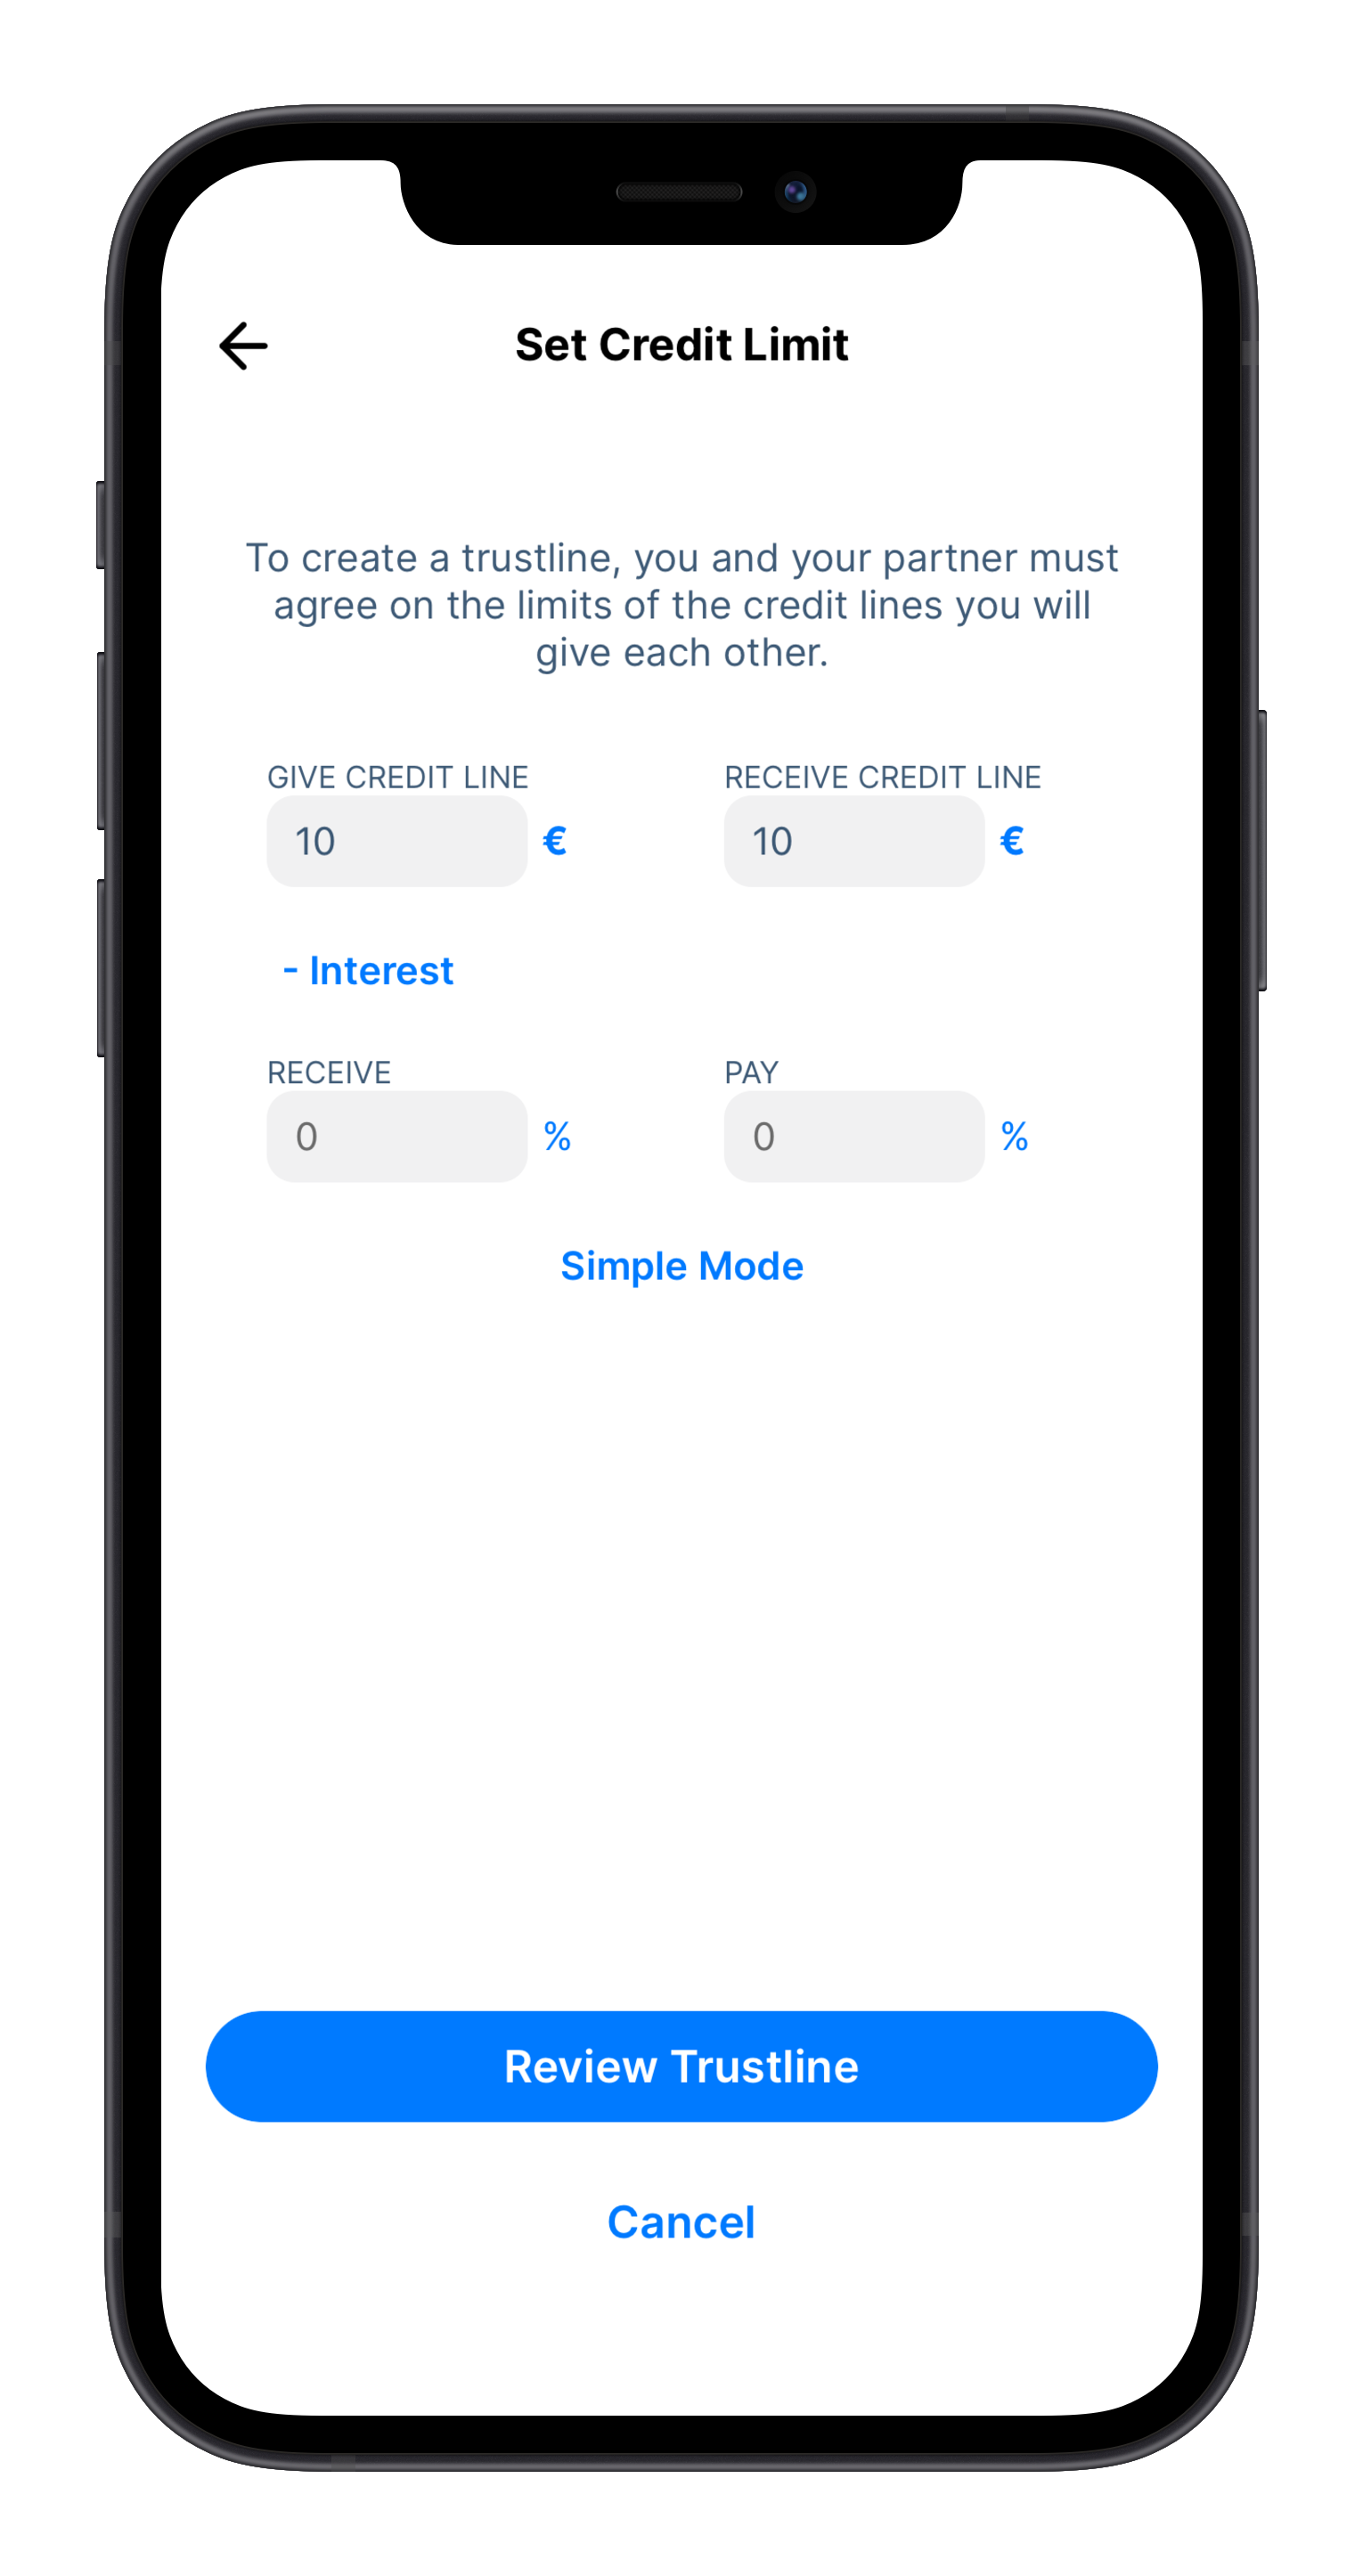 Set Credit Limit
To create a trustline, you and your partner must
agree on the limits of the credit lines you will
give each other.
GIVE CREDIT LINE RECEIVE CREDIT LINE
10 € 10 €
- Interest
RECEIVE PAY
0 % 0 %
Simple Mode
Review Trustline
Cancel